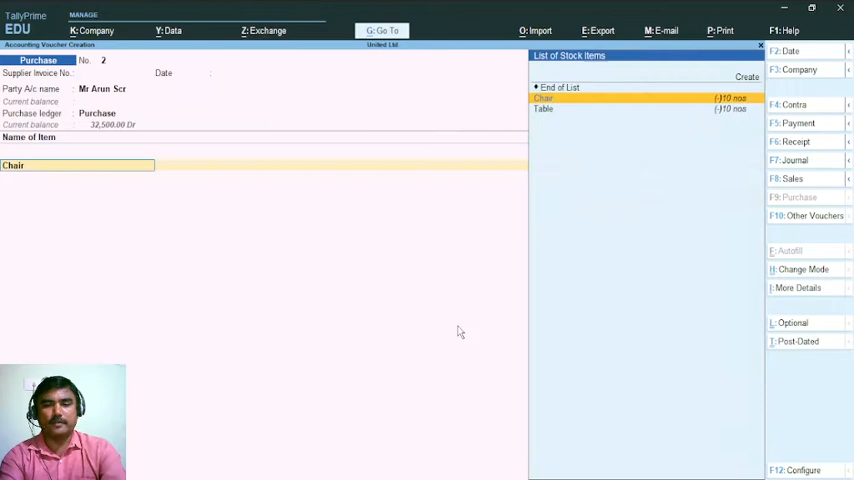 TallyPrime
EDU
MANAGE
K: Company
Y: Data
Z: Exchange
G: Go To
O: Import
E: Export
M: E-mail
P: Print
F1: Help
Accounting Voucher Creation
United Ltd
Purchase No. 2
Supplier Invoice No.:
Date :
Party A/c name : Mr Arun Scr
Current balance :
Purchase ledger : Purchase
Current balance : 32,500.00 Dr
Name of Item
Chair
List of Stock Items
Create
♦ End of List
Chair (-)10 nos
Table (-)10 nos
F2: Date
F3: Company
F4: Contra
F5: Payment
F6: Receipt
F7: Journal
F8: Sales
F9: Purchase
F10: Other Vouchers
E: Autofill
H: Change Mode
I: More Details
L: Optional
T: Post-Dated
F12: Configure